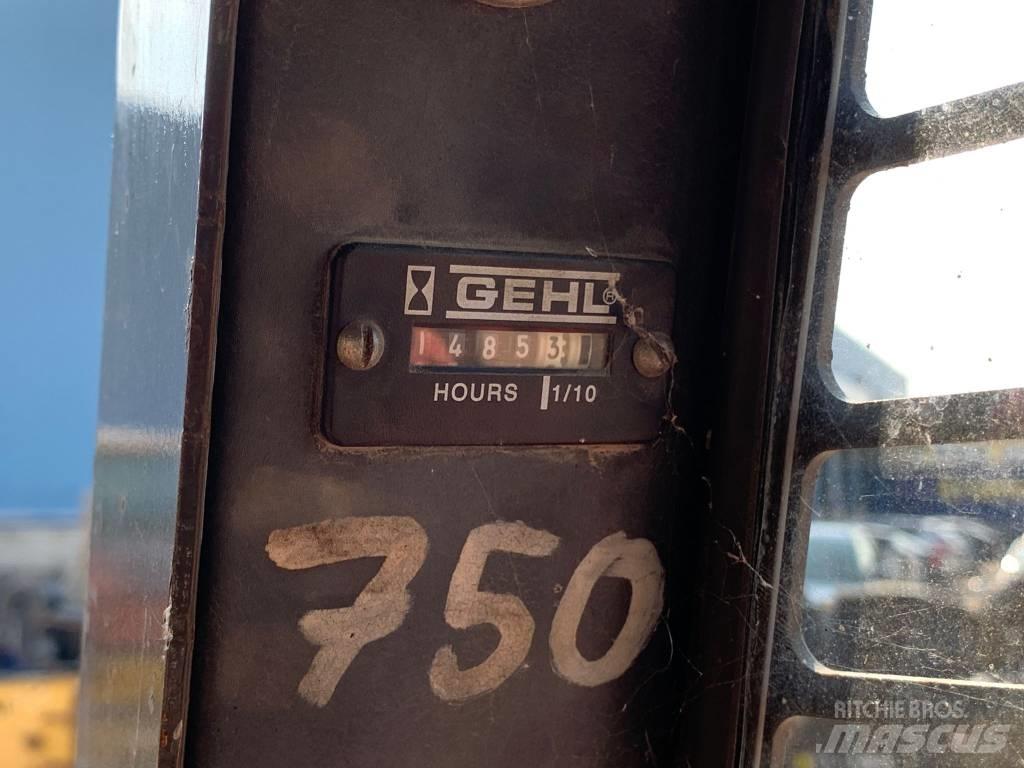 GEHL®
14853
HOURS 1/10
750
RITCHIE BROS.
MASCUS